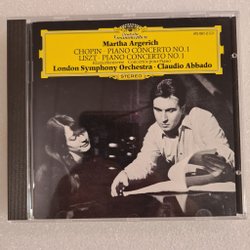 Martha Argerich
CHOPIN · PIANO CONCERTO NO. 1
LISZT · PIANO CONCERTO NO. 1
London Symphony Orchestra · Claudio Abbado
STEREO